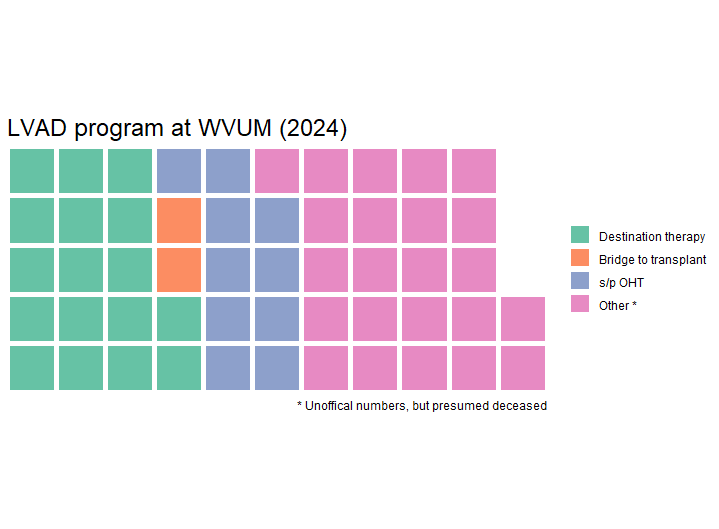 LVAD program at WVUM (2024)
Destination therapy
Bridge to transplant
s/p OHT
Other *
* Unoffical numbers, but presumed deceased